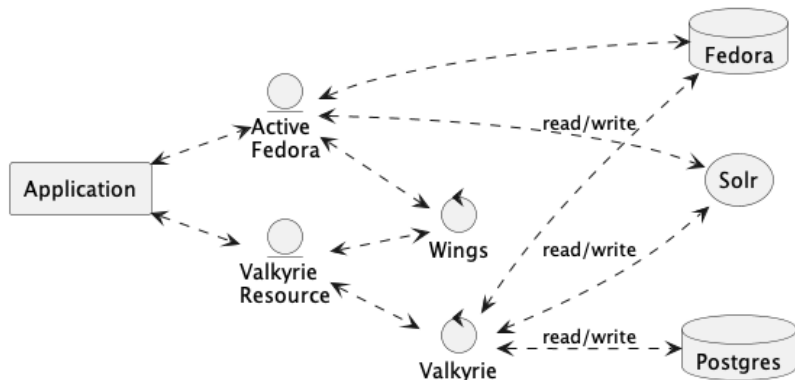 Fedora
Active
Fedora
read/write
Application
Solr
Valkyrie
Resource
Wings
read/write
read/write
Valkyrie
Postgres